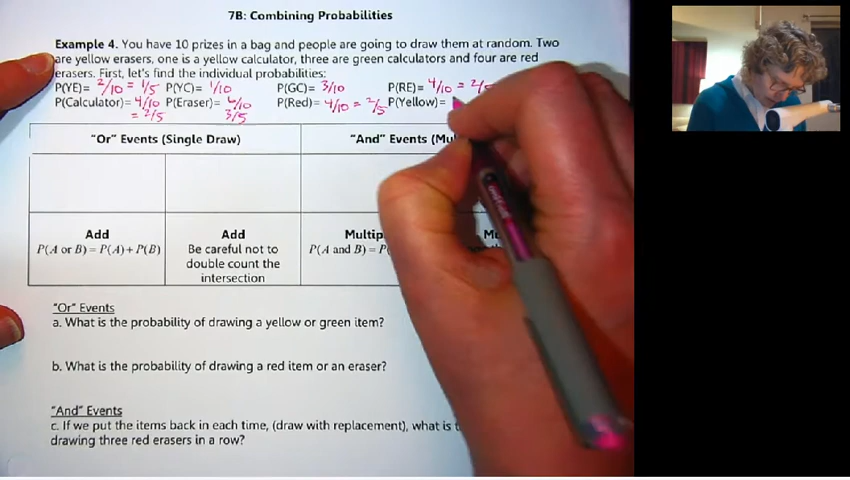 7B: Combining Probabilities
Example 4. You have 10 prizes in a bag and people are going to draw them at random. Two
are yellow erasers, one is a yellow calculator, three are green calculators and four are red
erasers. First, let's find the individual probabilities:
P(YE)= 2/10 = 1/5 P(YC)= 1/10 P(GC)= 3/10 P(RE)= 4/10 = 2/5
P(Calculator)= 4/10 P(Eraser)= 6/10 P(Red)= 4/10 = 2/5 P(Yellow)=
= 2/5 3/5
"Or" Events (Single Draw) "And" Events (Mul
Add Add Multip
P(A or B) = P(A) + P(B) Be careful not to P(A and B) = P(
double count the
intersection
"Or" Events
a. What is the probability of drawing a yellow or green item?
b. What is the probability of drawing a red item or an eraser?
"And" Events
c. If we put the items back in each time, (draw with replacement), what is t
drawing three red erasers in a row?